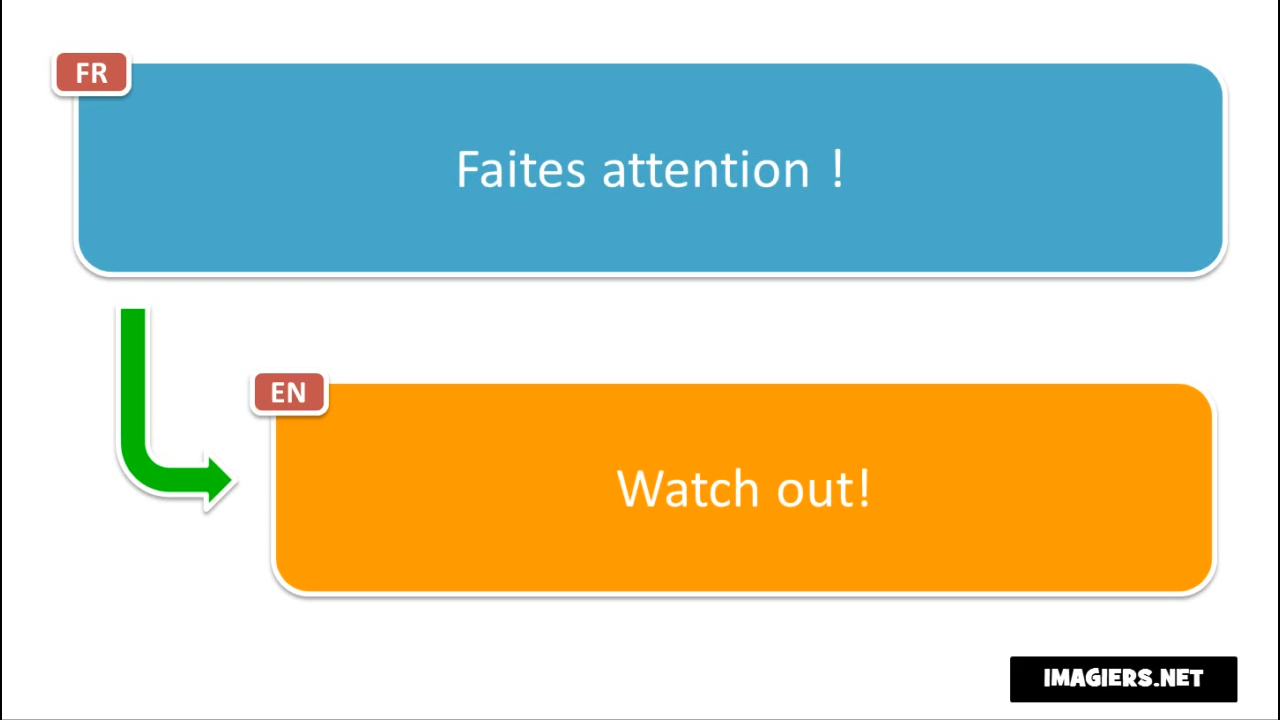 FR
Faites attention !
EN
Watch out!
IMAGIERS.NET